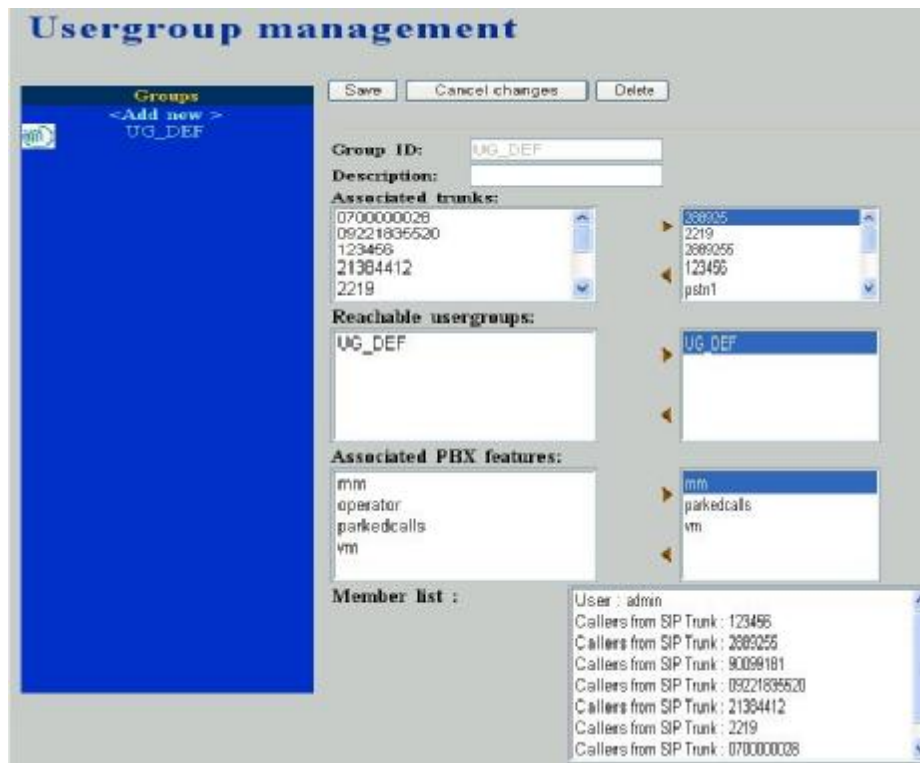 Usergroup management
Groups
<Add new >
UG_DEF
Save Cancel changes Delete
Group ID: UG_DEF
Description:
Associated trunks:
0700000028
09221835520
123456
21384412
2219
288925
2219
2889255
123456
pstn1
Reachable usergroups:
UG_DEF
UG_DEF
Associated PBX features:
mm
operator
parkedcalls
vm
mm
parkedcalls
vm
Member list :
User : admin
Callers from SIP Trunk : 123456
Callers from SIP Trunk : 2889255
Callers from SIP Trunk : 90099181
Callers from SIP Trunk : 09221835520
Callers from SIP Trunk : 21384412
Callers from SIP Trunk : 2219
Callers from SIP Trunk : 0700000028